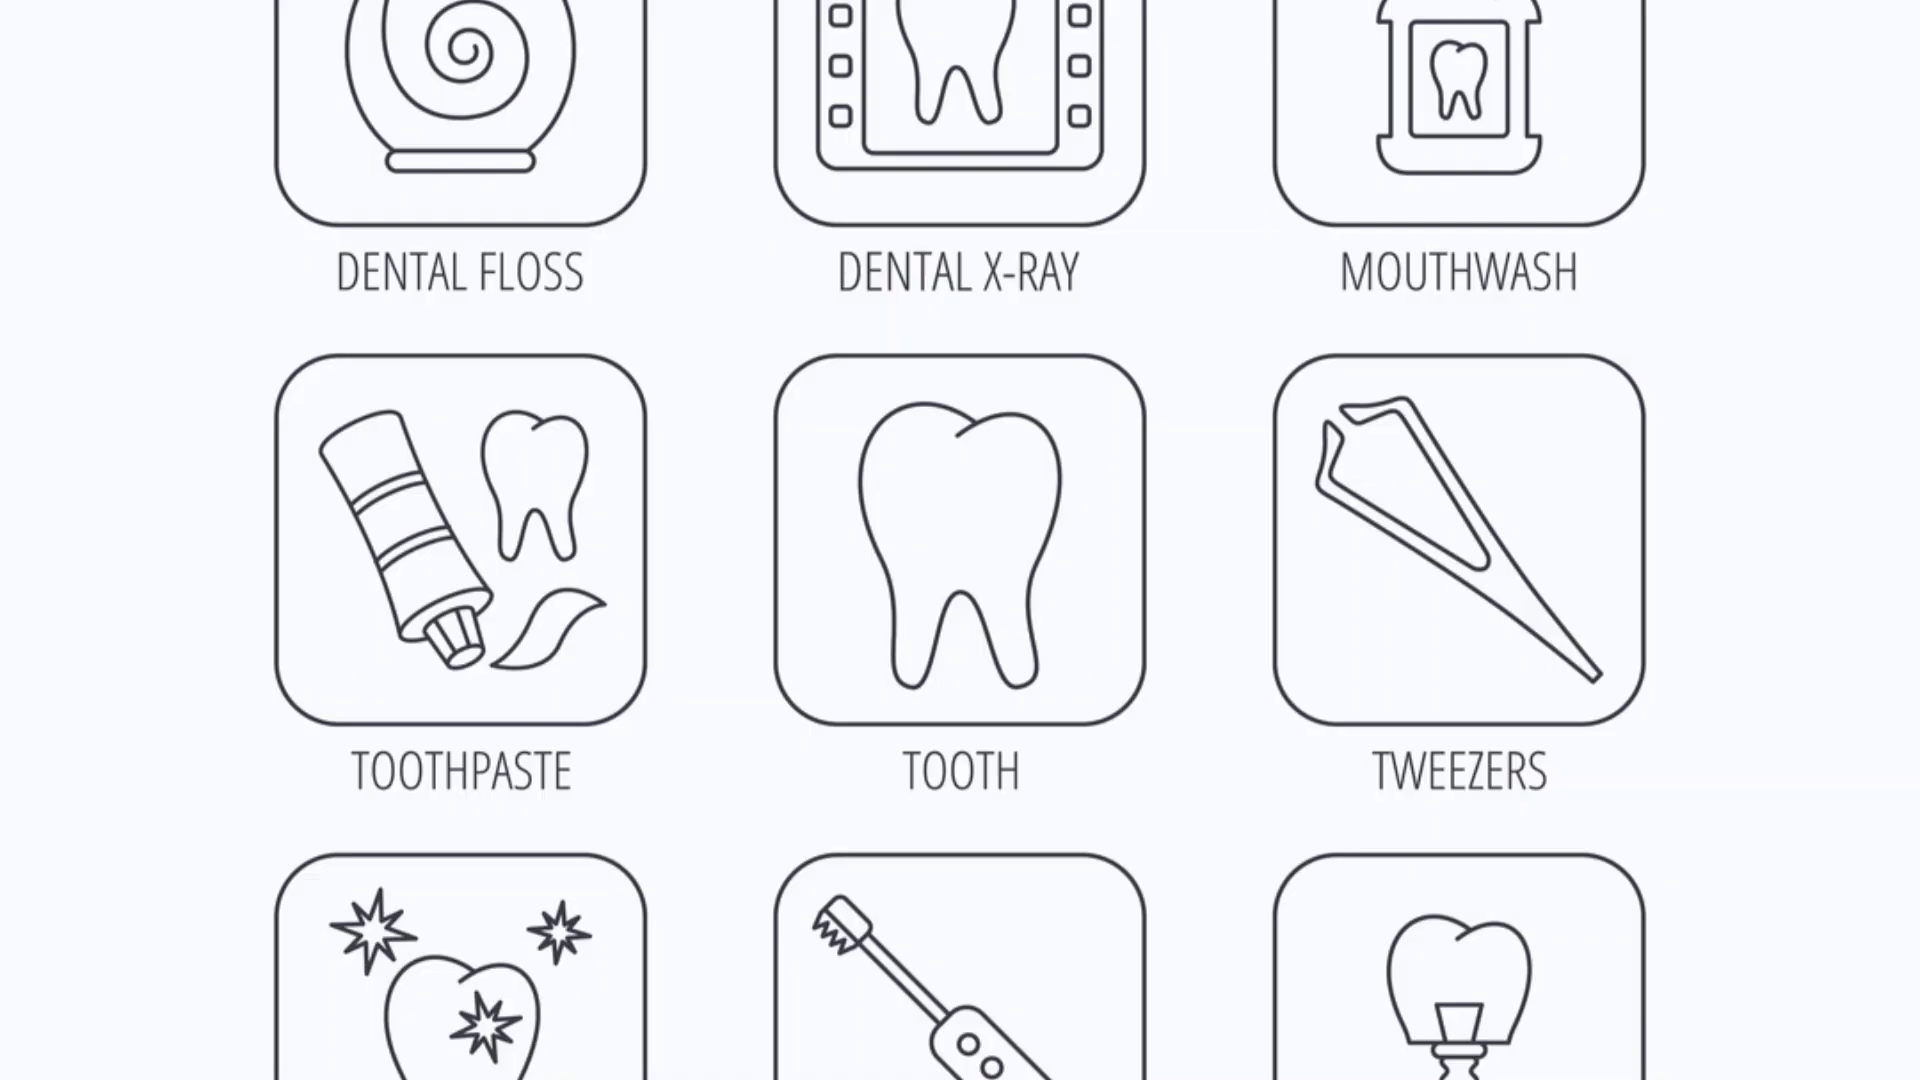 DENTAL FLOSS
DENTAL X-RAY
MOUTHWASH
TOOTHPASTE
TOOTH
TWEEZERS